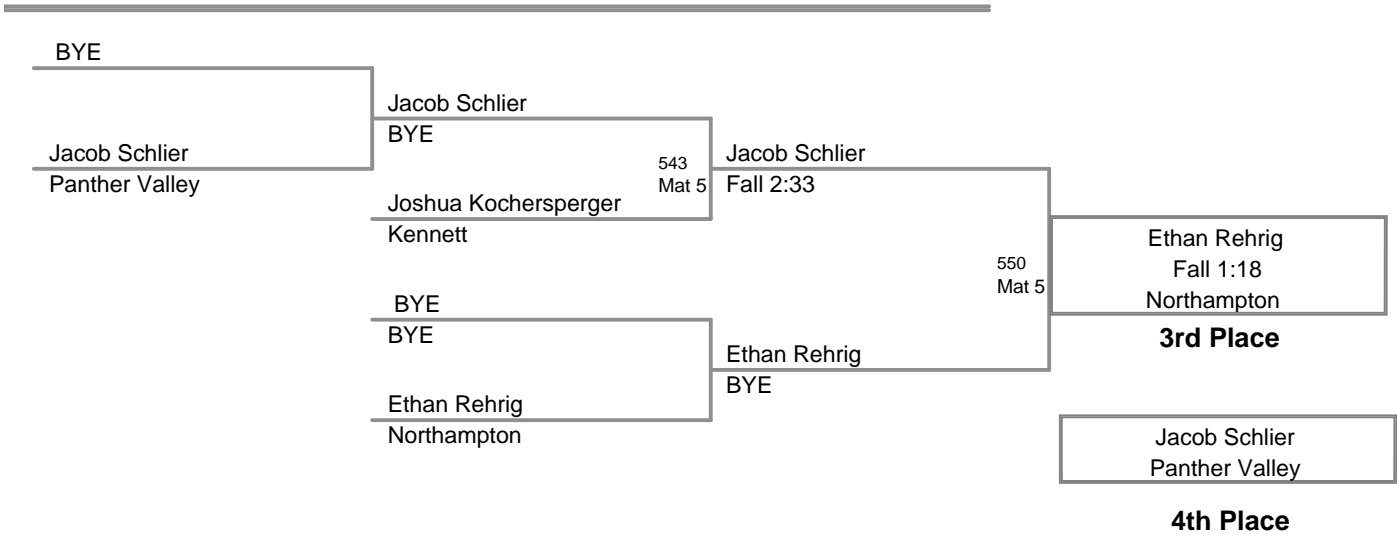 BYE
Jacob Schlier
Panther Valley
Jacob Schlier
BYE
Joshua Kochersperger
Kennett
BYE
BYE
Ethan Rehrig
Northampton
543
Mat 5
Jacob Schlier
Fall 2:33
Ethan Rehrig
BYE
550
Mat 5
Ethan Rehrig
Fall 1:18
Northampton
3rd Place
Jacob Schlier
Panther Valley
4th Place